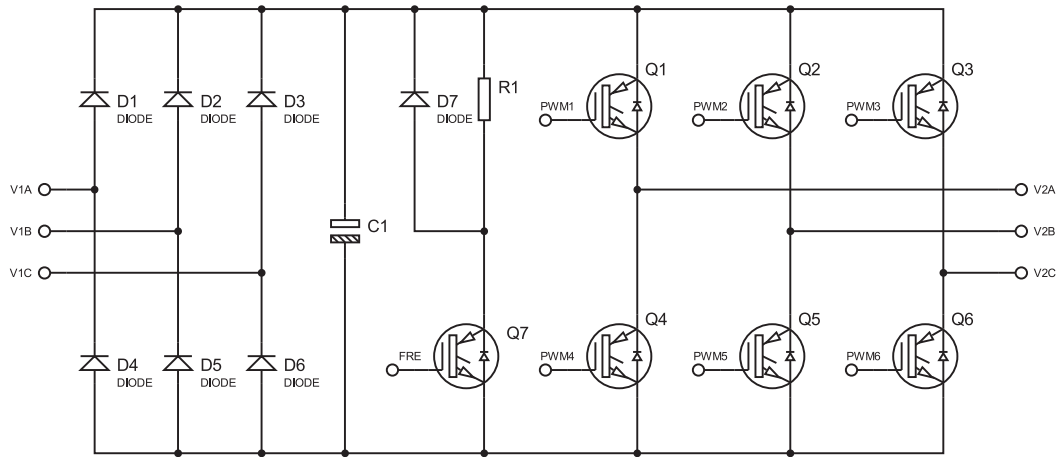 Q1
Q2
Q3
D1
DIODE
D2
DIODE
D3
DIODE
D7
DIODE
R1
PWM1
PWM2
PWM3
V1A
V1B
V1C
V2A
V2B
V2C
C1
Q7
Q4
Q5
Q6
D4
DIODE
D5
DIODE
D6
DIODE
FRE
PWM4
PWM5
PWM6